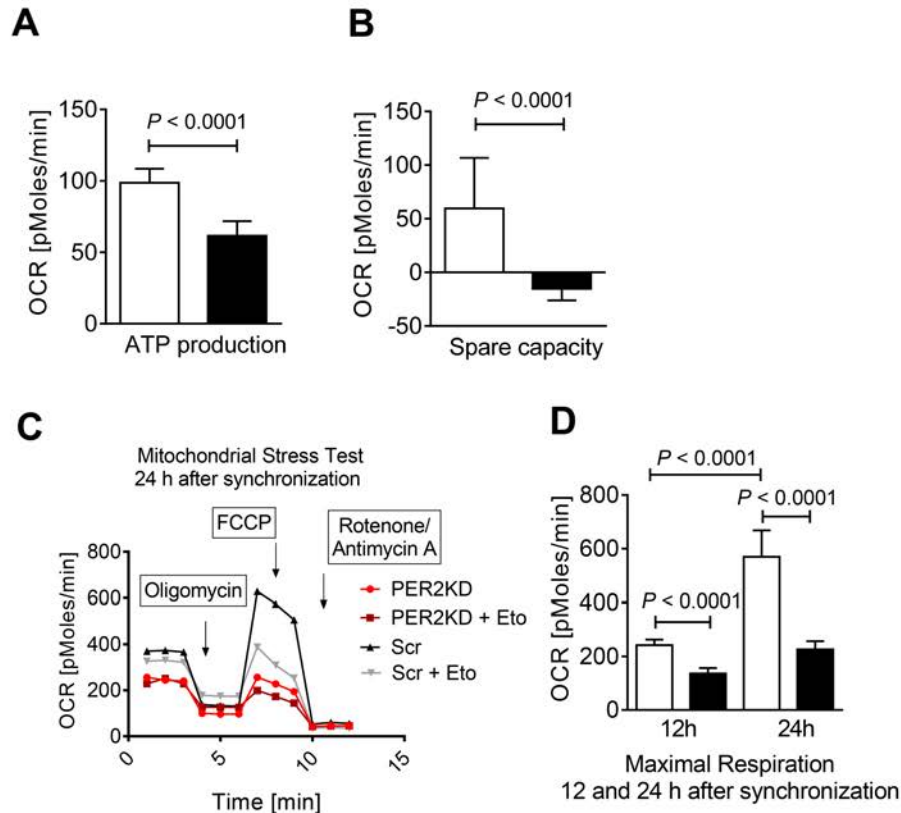 A
OCR [pMoles/min]
150
100
50
0
P < 0.0001
ATP production
B
OCR [pMoles/min]
150
100
50
0
-50
P < 0.0001
Spare capacity
C
Mitochondrial Stress Test
24 h after synchronization
FCCP
Rotenone/
Antimycin A
Oligomycin
OCR [pMoles/min]
800
600
400
200
0
0
5
10
15
Time [min]
PER2KD
PER2KD + Eto
Scr
Scr + Eto
D
OCR [pMoles/min]
800
600
400
200
0
P < 0.0001
P < 0.0001
P < 0.0001
12h
24h
Maximal Respiration
12 and 24 h after synchronization